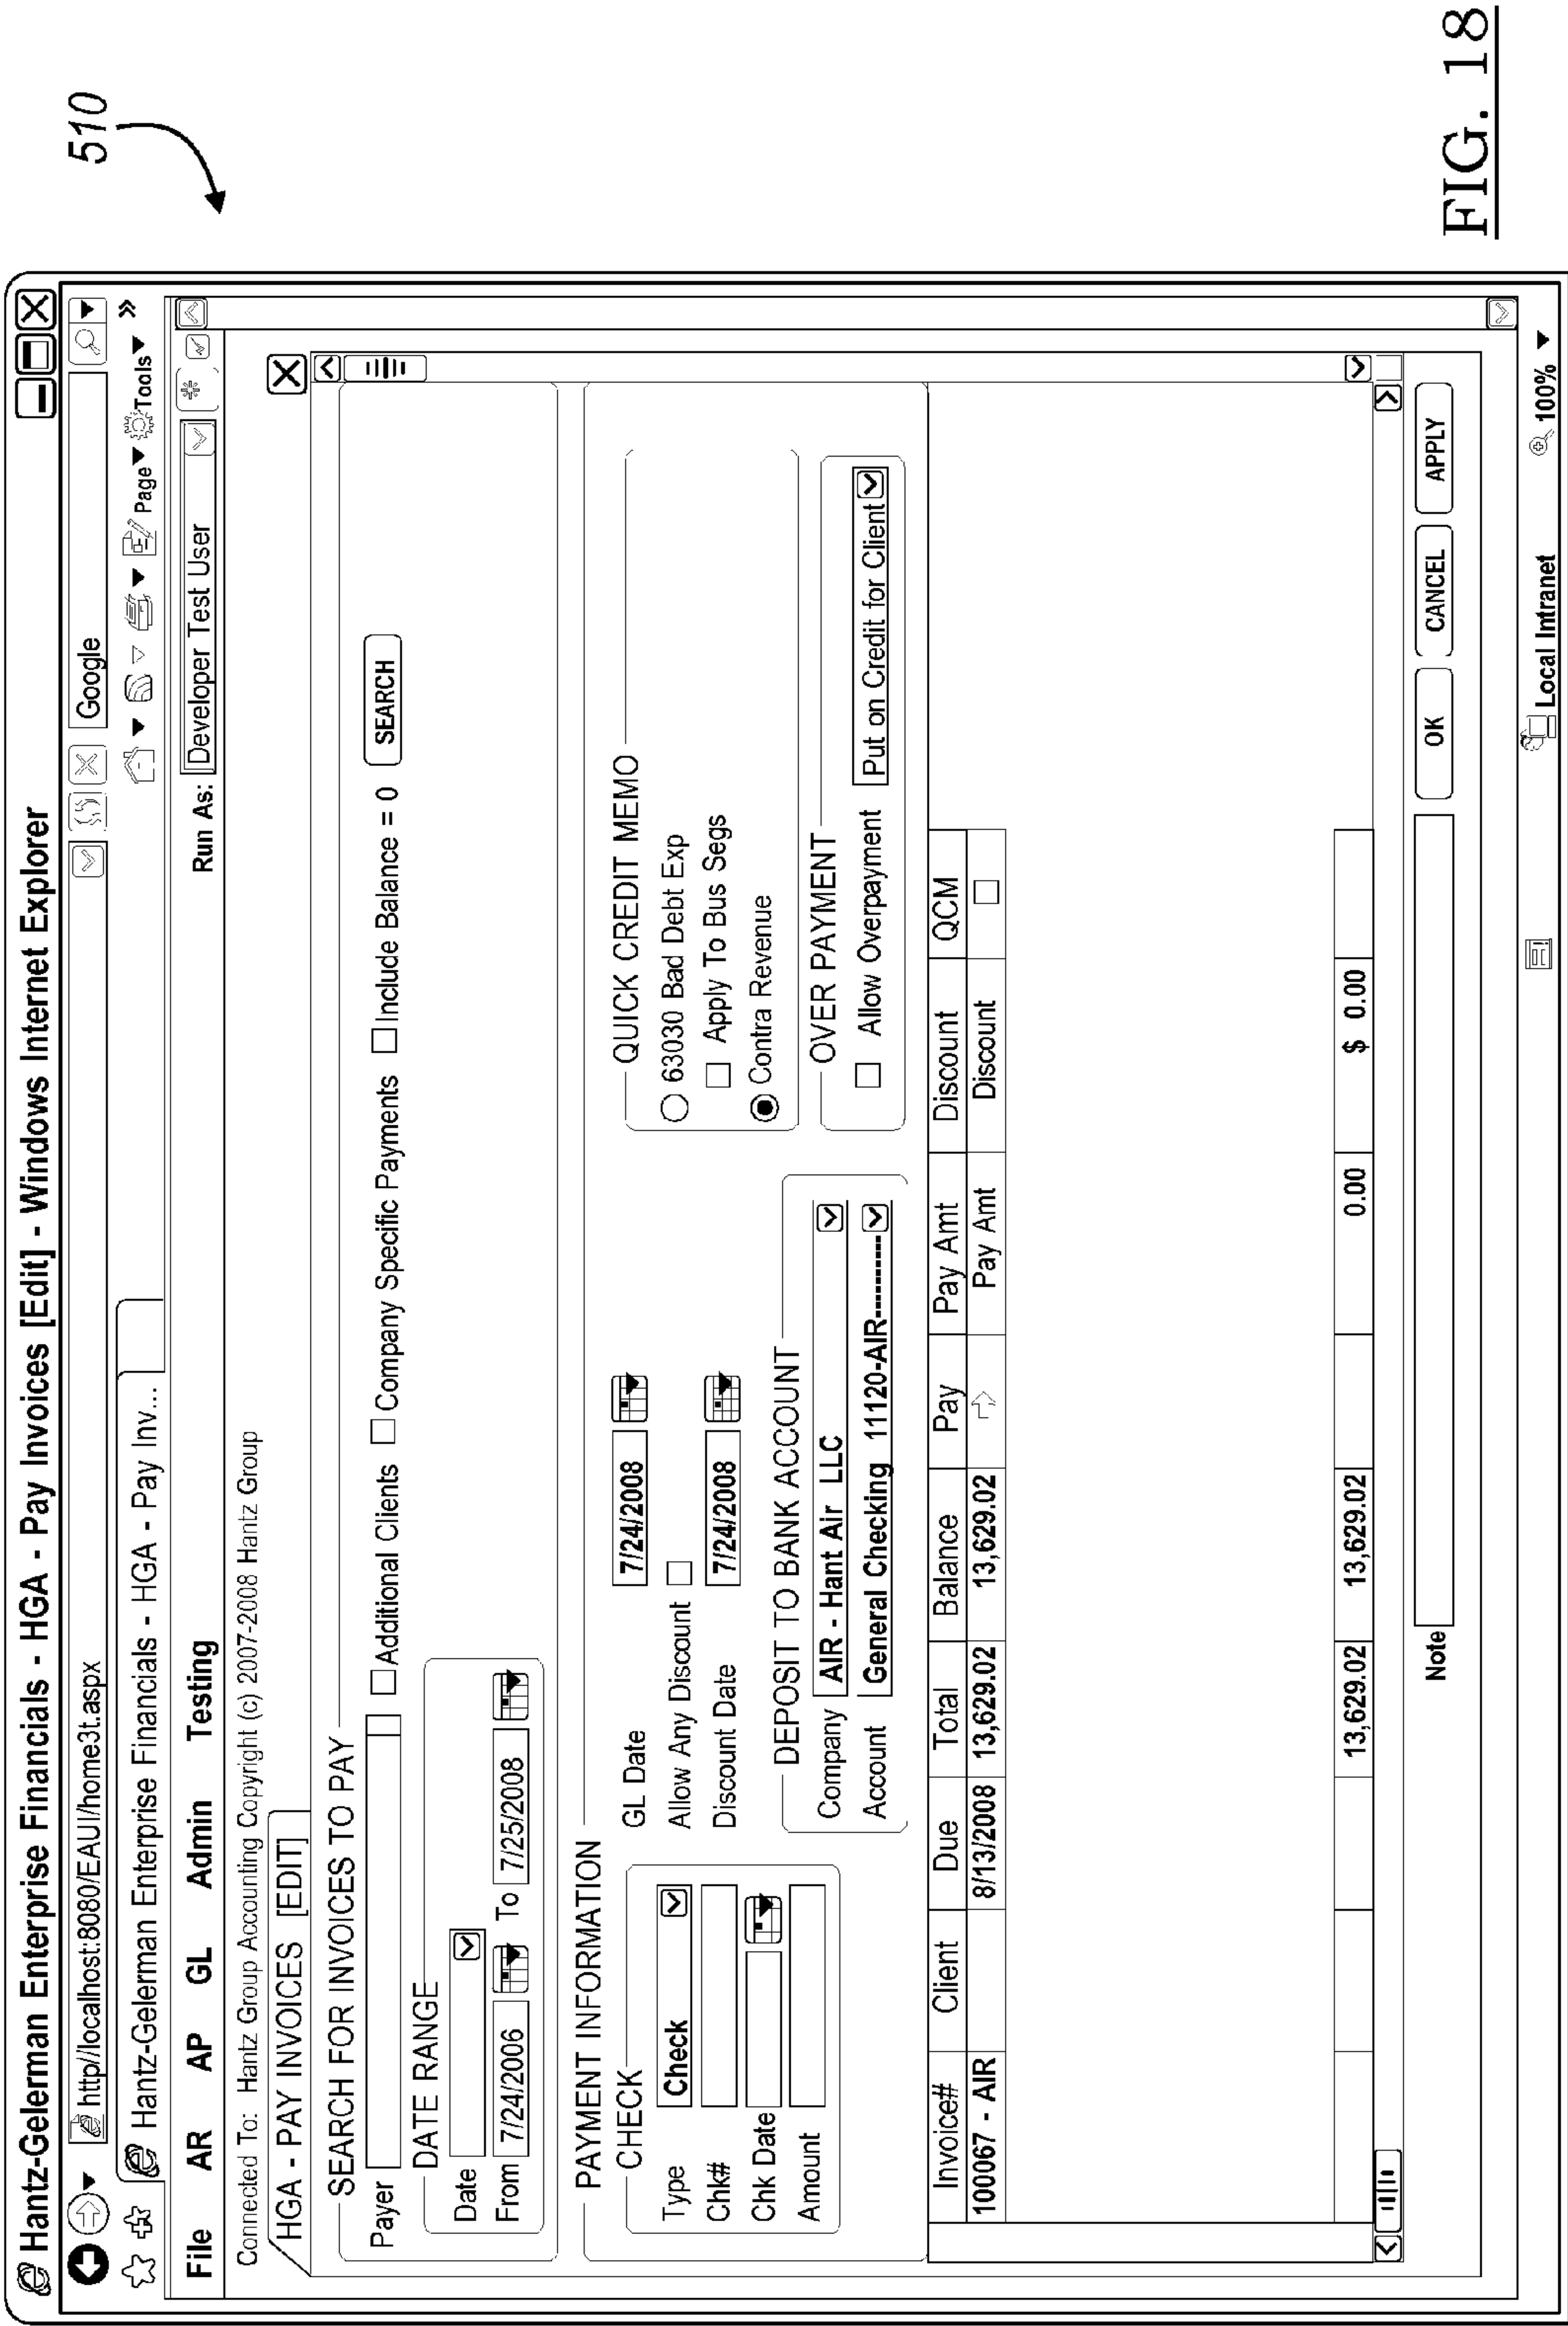 510
Hantz-Gelerman Enterprise Financials - HGA - Pay Invoices [Edit] - Windows Internet Explorer
http//localhost:8080/EAUI/home3t.aspx
Google
Hantz-Gelerman Enterprise Financials - HGA - Pay Inv...
Page Tools »
File AR AP GL Admin Testing
Run As: Developer Test User
Connected To: Hantz Group Accounting Copyright (c) 2007-2008 Hantz Group
HGA - PAY INVOICES [EDIT]
SEARCH FOR INVOICES TO PAY
Payer Additional Clients Company Specific Payments Include Balance = 0 SEARCH
DATE RANGE
Date
From 7/24/2006 To 7/25/2008
PAYMENT INFORMATION
CHECK
Type Check
Chk#
Chk Date
Amount
GL Date 7/24/2008
Allow Any Discount
Discount Date 7/24/2008
DEPOSIT TO BANK ACCOUNT
Company AIR - Hant Air LLC
Account General Checking 11120-AIR-----------
QUICK CREDIT MEMO
63030 Bad Debt Exp
Apply To Bus Segs
Contra Revenue
OVER PAYMENT
Allow Overpayment Put on Credit for Client
Invoice# Client Due Total Balance Pay Pay Amt Discount QCM
100067 - AIR 8/13/2008 13,629.02 13,629.02 Pay Amt Discount
13,629.02 13,629.02 0.00 $ 0.00
Note OK CANCEL APPLY
Local Intranet 100%
FIG. 18